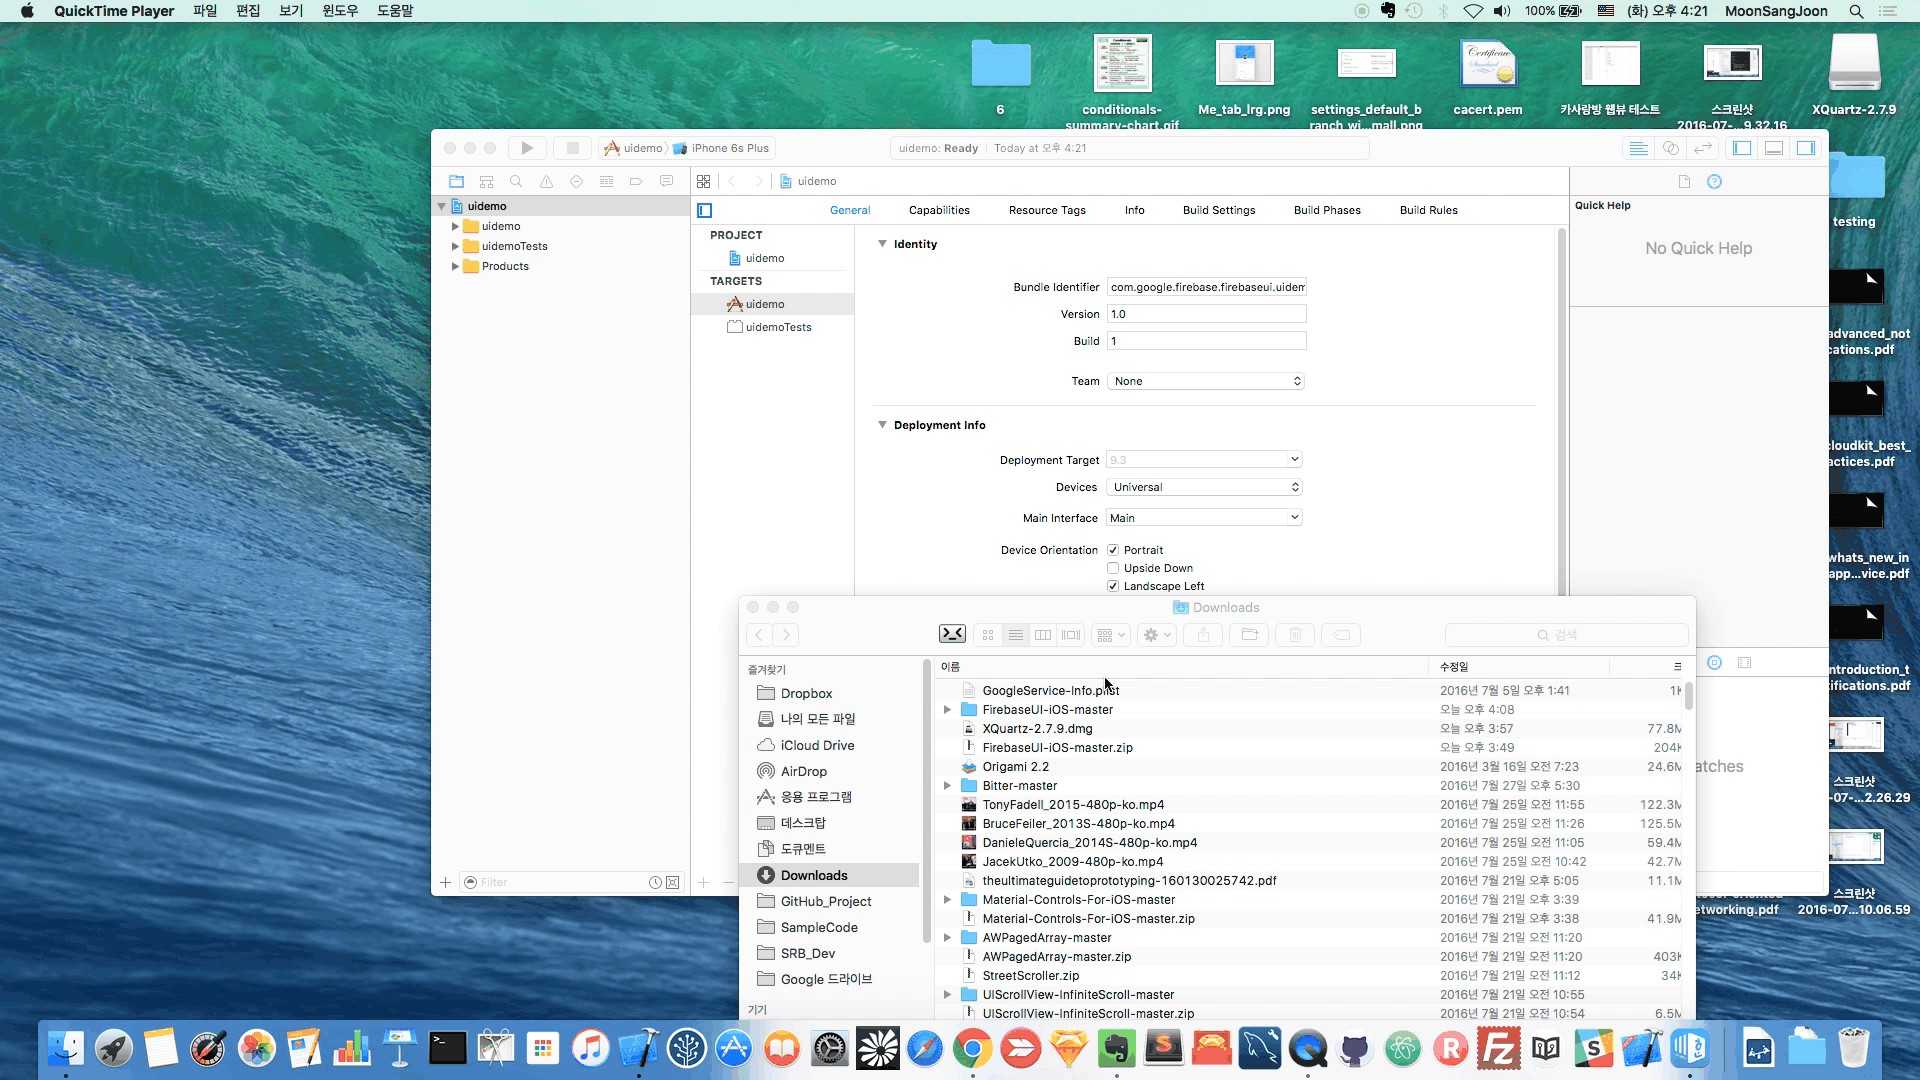 QuickTime Player 파일 편집 보기 윈도우 도움말 100% (화) 오후 4:21 MoonSangJoon
6
conditionals-
summary-chart.gif
Me_tab_lrg.png
settings_default_b
ranch_wi...mall.png
cacert.pem
카사랑방 웹뷰 테스트
스크린샷
2016-07-...9.32.16
XQuartz-2.7.9
uidemo iPhone 6s Plus
uidemo: Ready Today at 오후 4:21
uidemo
testing
uidemo
uidemo
uidemoTests
Products
General Capabilities Resource Tags Info Build Settings Build Phases Build Rules
PROJECT
uidemo
TARGETS
uidemo
uidemoTests
Identity
Bundle Identifier com.google.firebase.firebaseui.uidem
Version 1.0
Build 1
Team None
Deployment Info
Deployment Target 9.3
Devices Universal
Main Interface Main
Device Orientation Portrait
Upside Down
Landscape Left
Quick Help
No Quick Help
advanced_not
cations.pdf
cloudkit_best_
actices.pdf
whats_new_in
app...vice.pdf
ntroduction_t
ifications.pdf
atches
스크린샷
-07-...2.26.29
스크린샷
2016-07...10.06.59
etworking.pdf
Filter
Downloads
검색
즐겨찾기
Dropbox
나의 모든 파일
iCloud Drive
AirDrop
응용 프로그램
데스크탑
도큐멘트
Downloads
GitHub_Project
SampleCode
SRB_Dev
Google 드라이브
기기
이름 수정일 크
GoogleService-Info.plist 2016년 7월 5일 오후 1:41 1K
FirebaseUI-iOS-master 오늘 오후 4:08
XQuartz-2.7.9.dmg 오늘 오후 3:57 77.8M
FirebaseUI-iOS-master.zip 오늘 오후 3:49 204K
Origami 2.2 2016년 3월 16일 오전 7:23 24.6M
Bitter-master 2016년 7월 27일 오후 5:30
TonyFadell_2015-480p-ko.mp4 2016년 7월 25일 오전 11:55 122.3M
BruceFeiler_2013S-480p-ko.mp4 2016년 7월 25일 오전 11:26 125.5M
DanieleQuercia_2014S-480p-ko.mp4 2016년 7월 25일 오전 11:05 59.4M
JacekUtko_2009-480p-ko.mp4 2016년 7월 25일 오전 10:42 42.7M
theultimateguidetoprototyping-160130025742.pdf 2016년 7월 21일 오후 5:05 11.1M
Material-Controls-For-iOS-master 2016년 7월 21일 오후 3:39
Material-Controls-For-iOS-master.zip 2016년 7월 21일 오후 3:38 41.9M
AWPagedArray-master 2016년 7월 21일 오전 11:20
AWPagedArray-master.zip 2016년 7월 21일 오전 11:20 403K
StreetScroller.zip 2016년 7월 21일 오전 11:12 34K
UIScrollView-InfiniteScroll-master 2016년 7월 21일 오전 10:55
UIScrollView-InfiniteScroll-master.zip 2016년 7월 21일 오전 10:54 6.5M